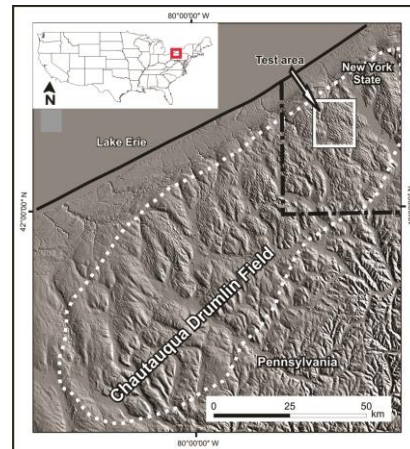 80°00'00" W
Test area
New York
State
N
Lake Erie
42°00'00" N
Chautauqua Drumlin Field
Pennsylvania
0 25 50
km
80°00'00" W